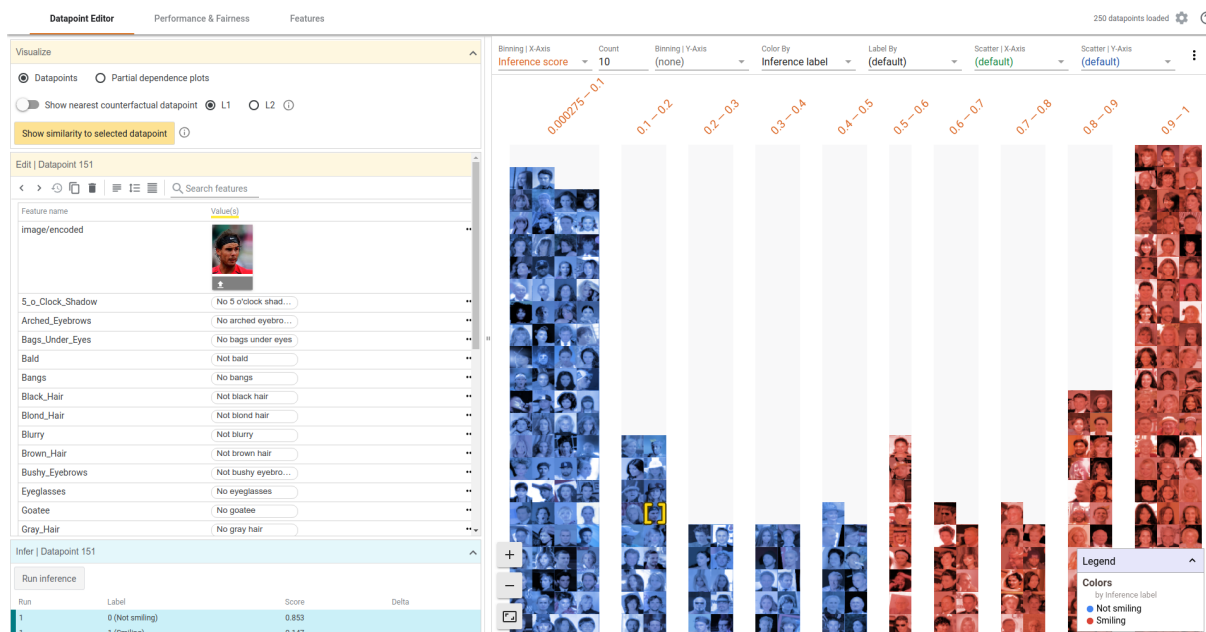 Datapoint Editor Performance & Fairness Features 250 datapoints loaded
Visualize
Datapoints Partial dependence plots
Show nearest counterfactual datapoint L1 L2
Show similarity to selected datapoint
Edit | Datapoint 151
Search features
Feature name Value(s)
image/encoded
5_o_Clock_Shadow No 5 o'clock shad...
Arched_Eyebrows No arched eyebro...
Bags_Under_Eyes No bags under eyes
Bald Not bald
Bangs No bangs
Black_Hair Not black hair
Blond_Hair Not blond hair
Blurry Not blurry
Brown_Hair Not brown hair
Bushy_Eyebrows Not bushy eyebro...
Eyeglasses No eyeglasses
Goatee No goatee
Gray_Hair No gray hair
Infer | Datapoint 151
Run inference
Run Label Score Delta
1 0 (Not smiling) 0.853
1 1 (Smiling) 0.147
Binning | X-Axis Count Binning | Y-Axis Color By Label By Scatter | X-Axis Scatter | Y-Axis
Inference score 10 (none) Inference label (default) (default) (default)
0.000275 – 0.1
0.1 – 0.2
0.2 – 0.3
0.3 – 0.4
0.4 – 0.5
0.5 – 0.6
0.6 – 0.7
0.7 – 0.8
0.8 – 0.9
0.9 – 1
Legend
Colors
by Inference label
Not smiling
Smiling